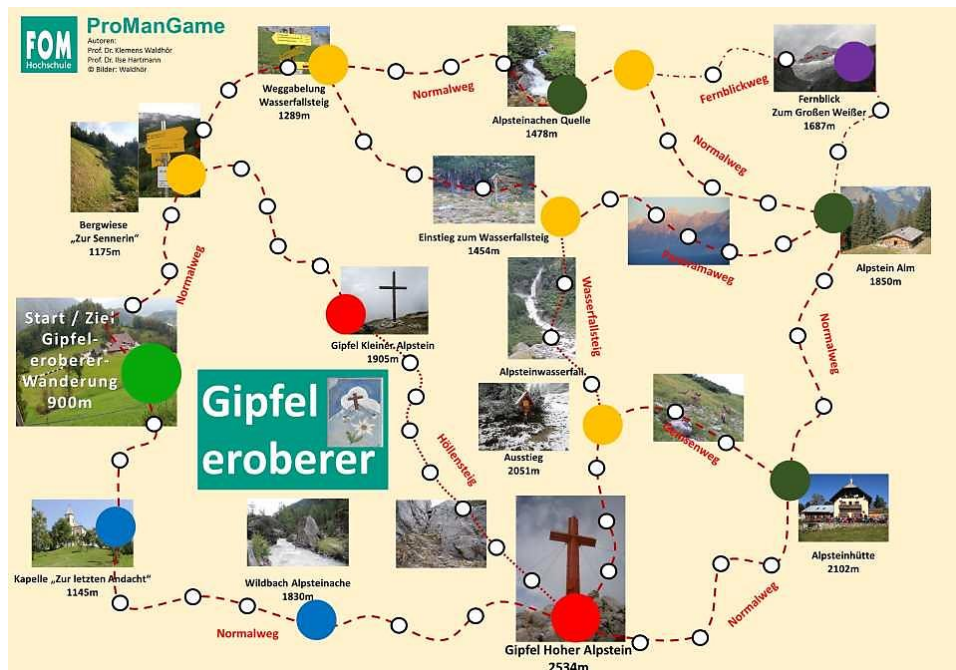 FOM
Hochschule
ProManGame
Autoren:
Prof. Dr. Klemens Waldhör
Prof. Dr. Ilse Hartmann
© Bilder: Waldhör
Weggabelung
Wasserfallsteig
1289m
Normalweg
Alpsteinachen Quelle
1478m
Fernblickweg
Fernblick
Zum Großen Weißer
1687m
Normalweg
Bergwiese
„Zur Sennerin"
1175m
Normalweg
Einstieg zum Wasserfallsteig
1454m
Panoramaweg
Alpstein Alm
1850m
Start / Ziel
Gipfel-
eroberer-
Wanderung
900m
Gipfel Kleiner Alpstein
1905m
Wasserfallsteig
Alpsteinwasserfall
Normalweg
Gipfel
eroberer
Höllensteig
Ausstieg
2051m
Gemsenweg
Kapelle „Zur letzten Andacht"
1145m
Wildbach Alpsteinache
1830m
Alpsteinhütte
2102m
Normalweg
Normalweg
Gipfel Hoher Alpstein
2534m